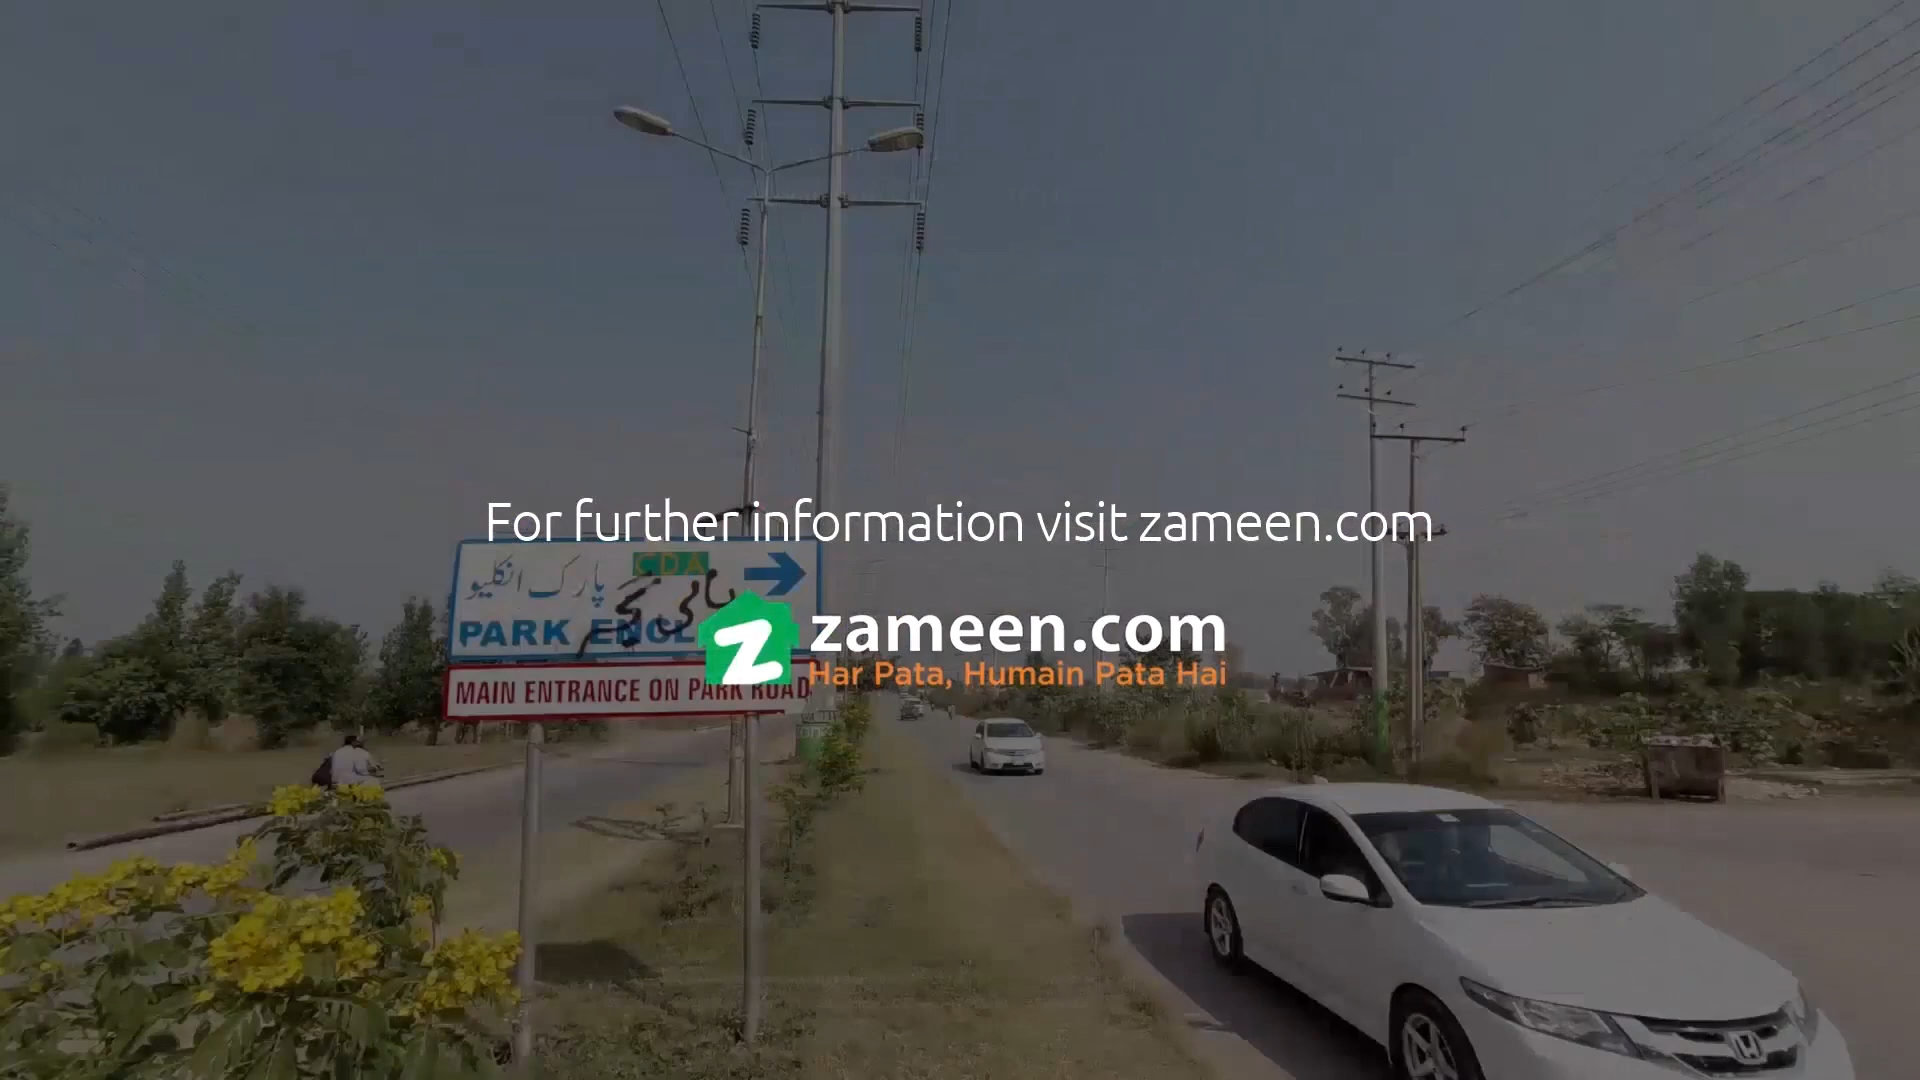 For further information visit zameen.com
CDA
پارک انکلیو
PARK ENCL
MAIN ENTRANCE ON PARK ROAD
zameen.com
Har Pata, Humain Pata Hai